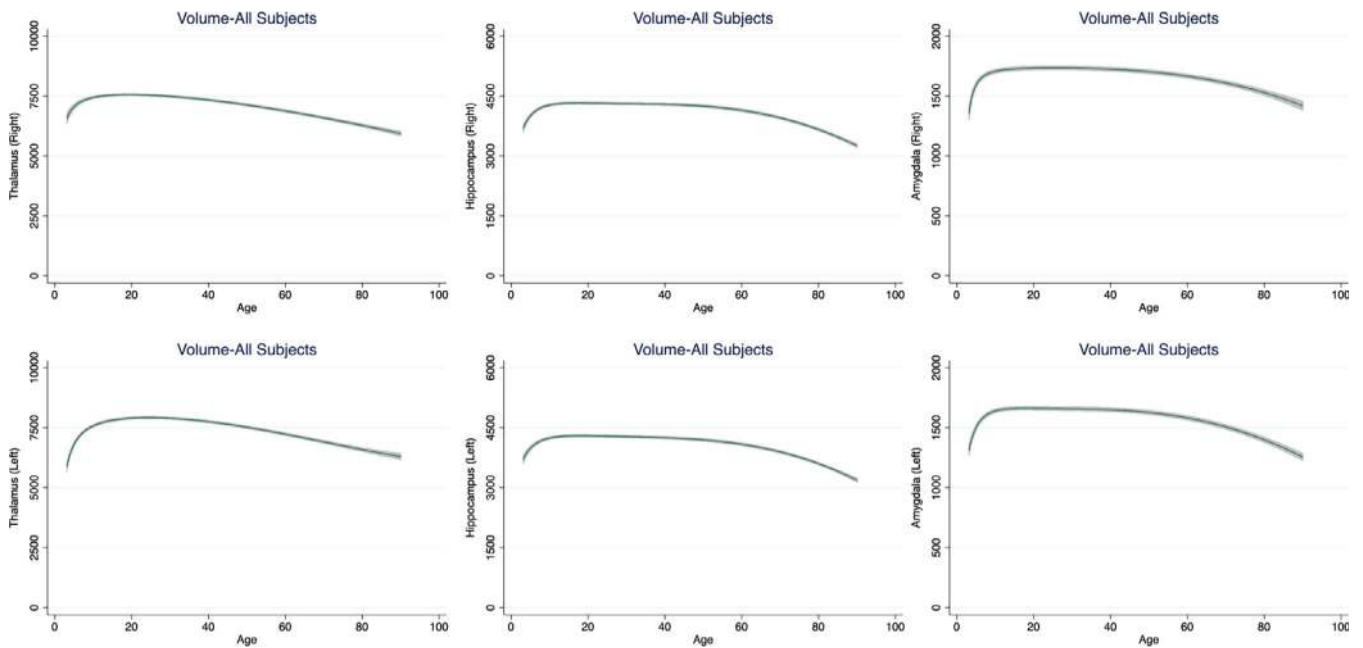 Volume-All Subjects
Thalamus (Right)
10000
7500
5000
2500
0
0 20 40 60 80 100
Age
Volume-All Subjects
Hippocampus (Right)
6000
4500
3000
1500
0
0 20 40 60 80 100
Age
Volume-All Subjects
Amygdala (Right)
2000
1500
1000
500
0
0 20 40 60 80 100
Age
Volume-All Subjects
Thalamus (Left)
10000
7500
5000
2500
0
0 20 40 60 80 100
Age
Volume-All Subjects
Hippocampus (Left)
6000
4500
3000
1500
0
0 20 40 60 80 100
Age
Volume-All Subjects
Amygdala (Left)
2000
1500
1000
500
0
0 20 40 60 80 100
Age